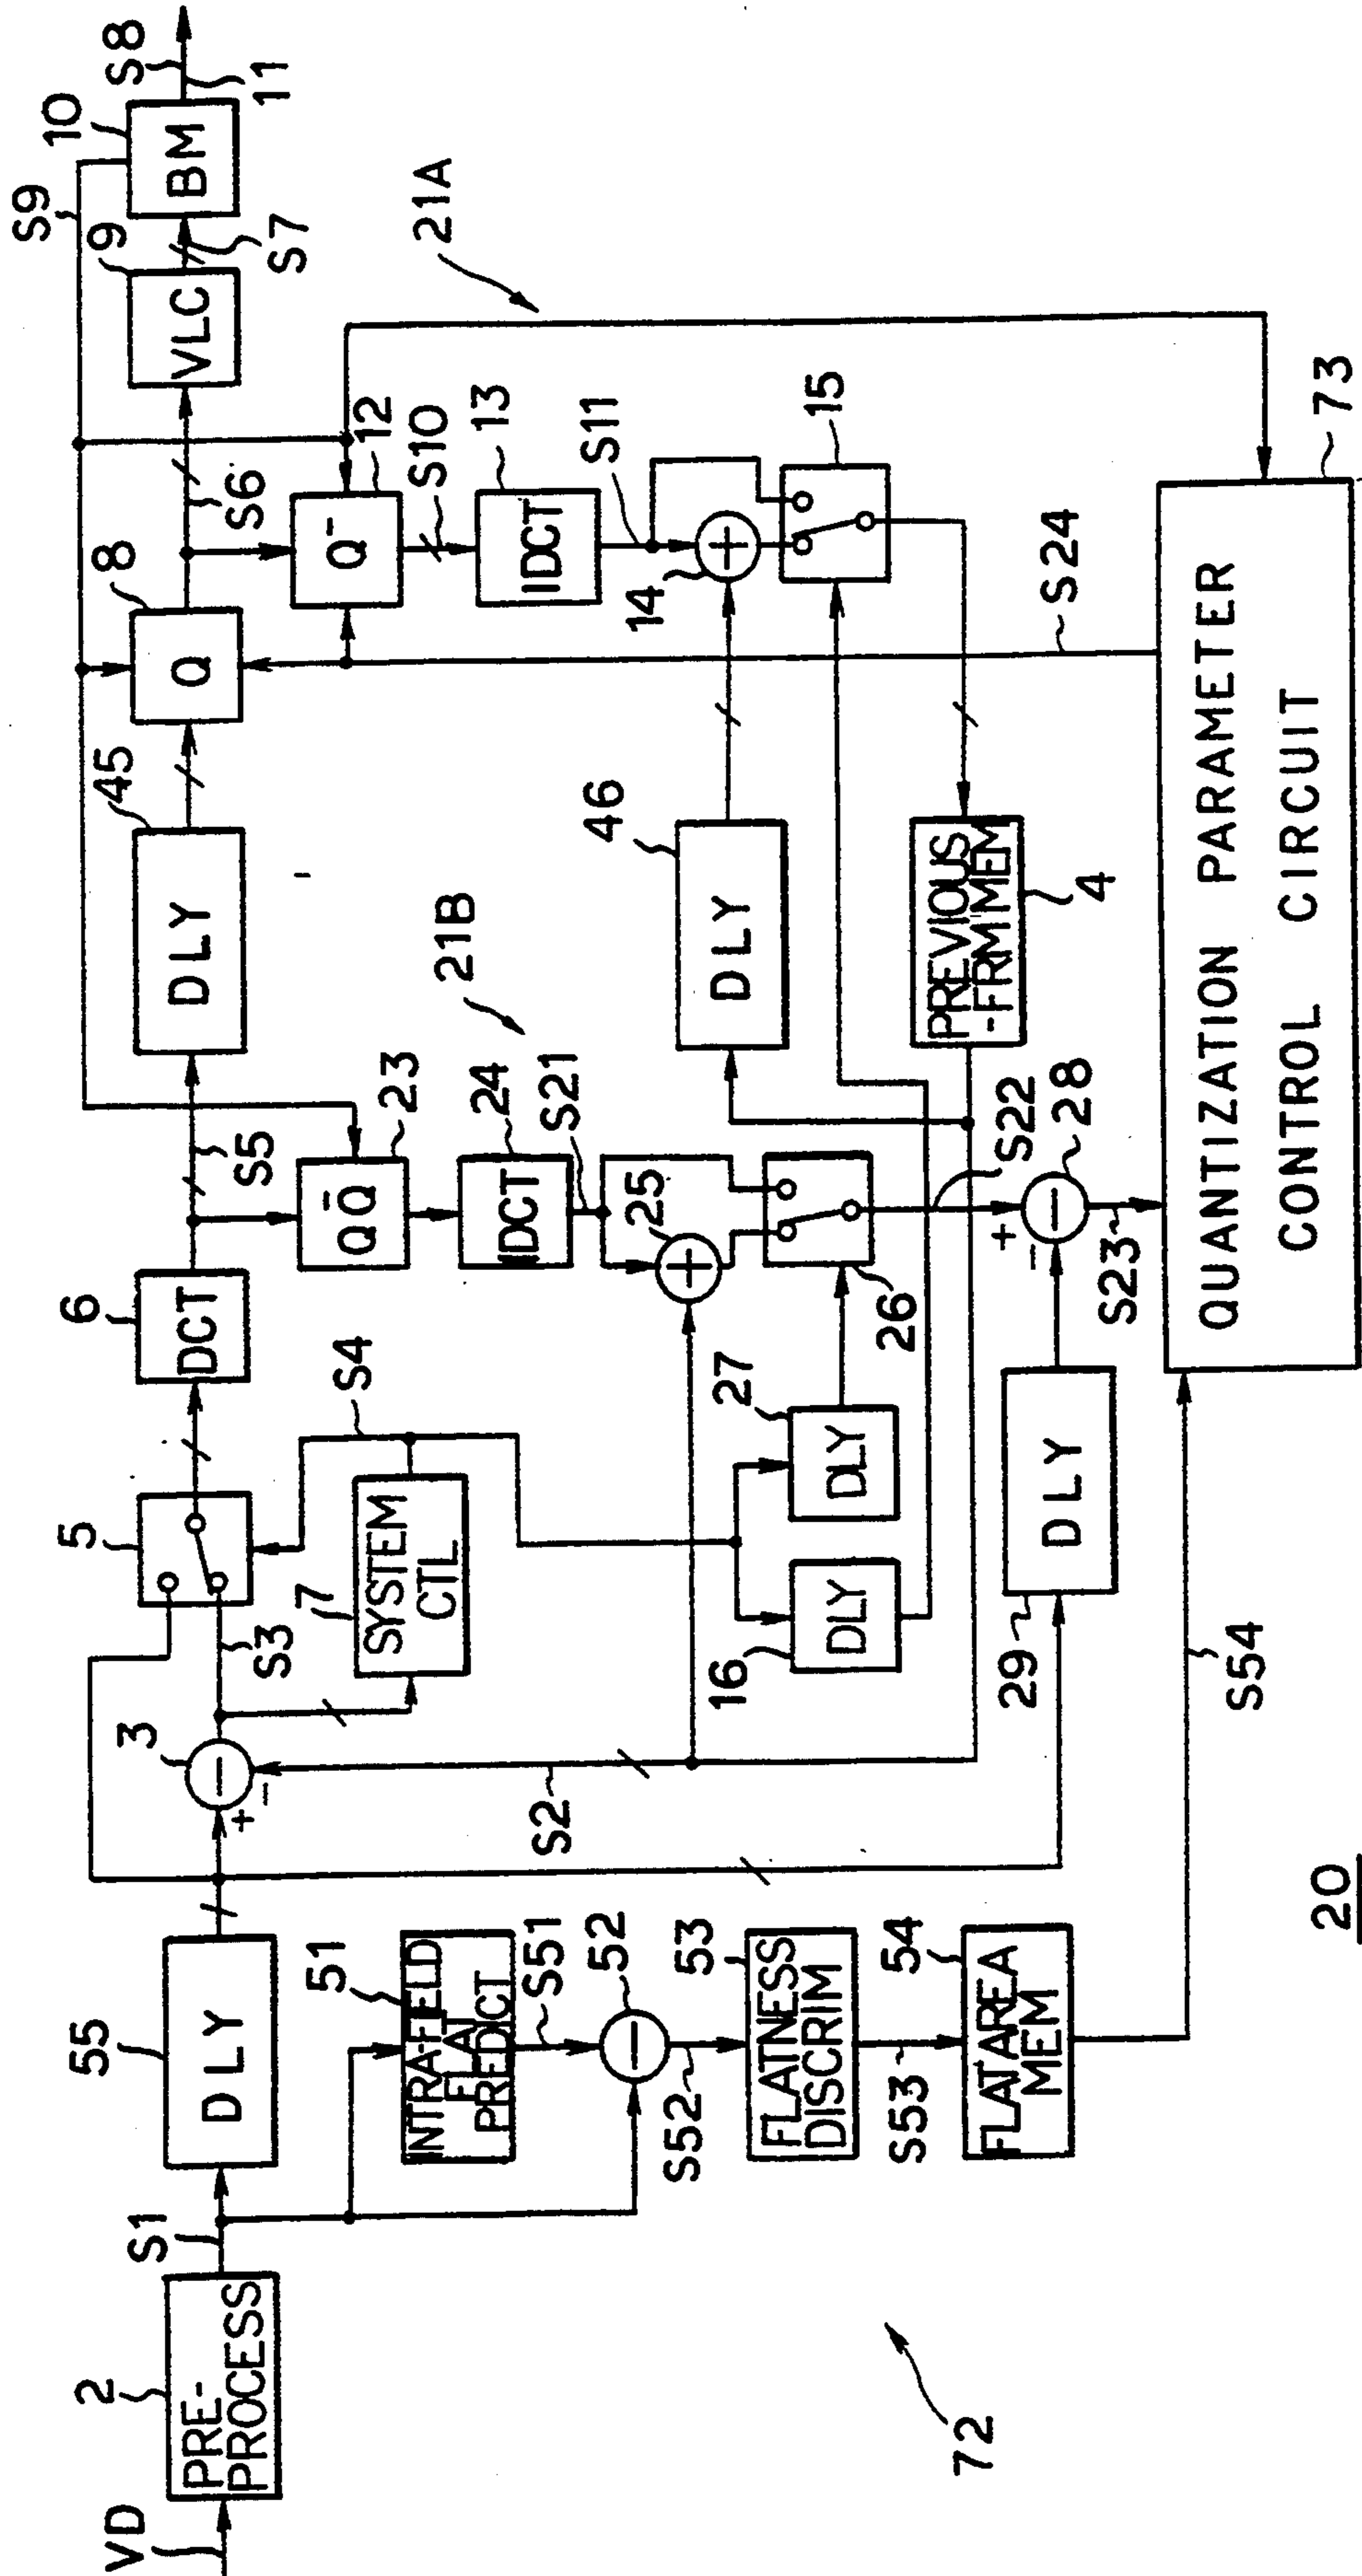 VD
2
PRE-
PROCESS
S1
55
DLY
3
+
−
−
S3
5
S4
7
SYSTEM
CTL
6
DCT
S5
45
DLY
8
Q
S6
9
VLC
S7
S9
10
BM
S8
11
51
INTRA-FIELD
FLAT
PREDICT
S51
52
−
S52
53
FLATNESS
DISCRIM
S53
54
FLAT AREA
MEM
S54
S2
16
DLY
27
DLY
23
QQ̄
24
IDCT
S21
25
+
26
21B
S22
28
+
−
−
S23
29
DLY
12
Q⁻
S10
13
IDCT
S11
14
+
15
21A
46
DLY
PREVIOUS
-FRM MEM
4
S24
73
QUANTIZATION PARAMETER
CONTROL CIRCUIT
72
20